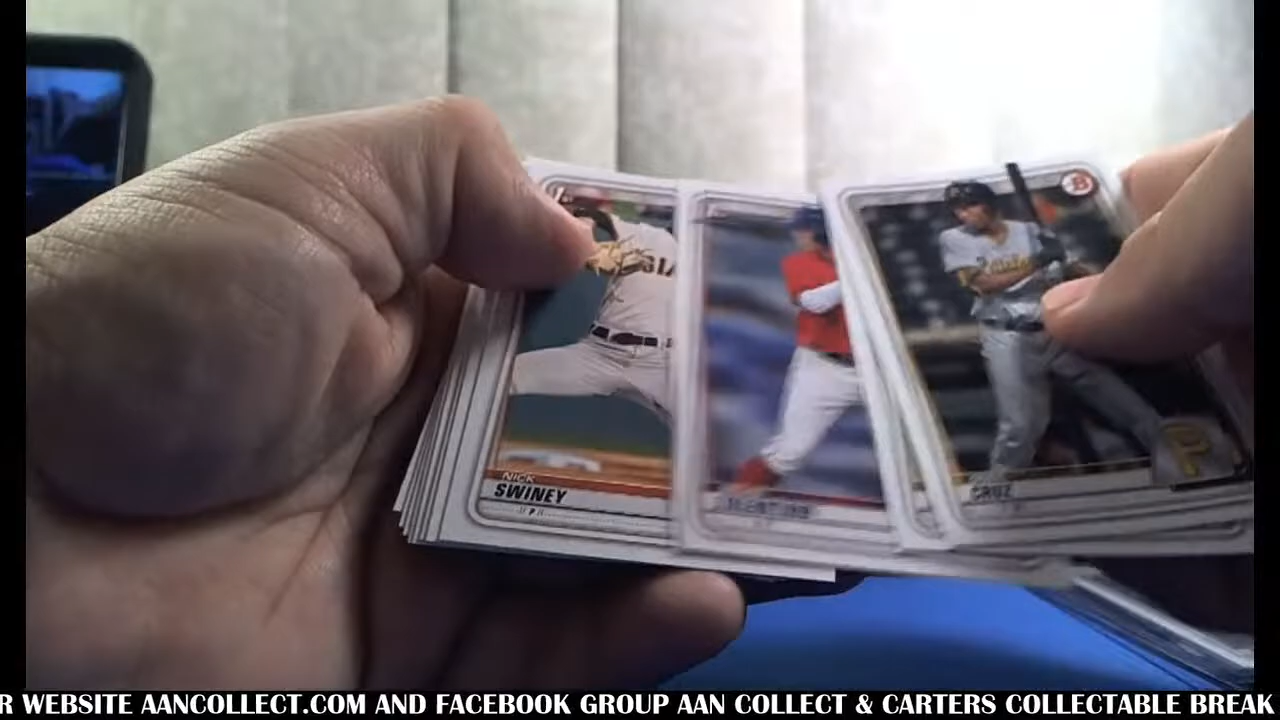 NICK
SWINEY
CRUZ
P
B
R WEBSITE AANCOLLECT.COM AND FACEBOOK GROUP AAN COLLECT & CARTERS COLLECTABLE BREAK